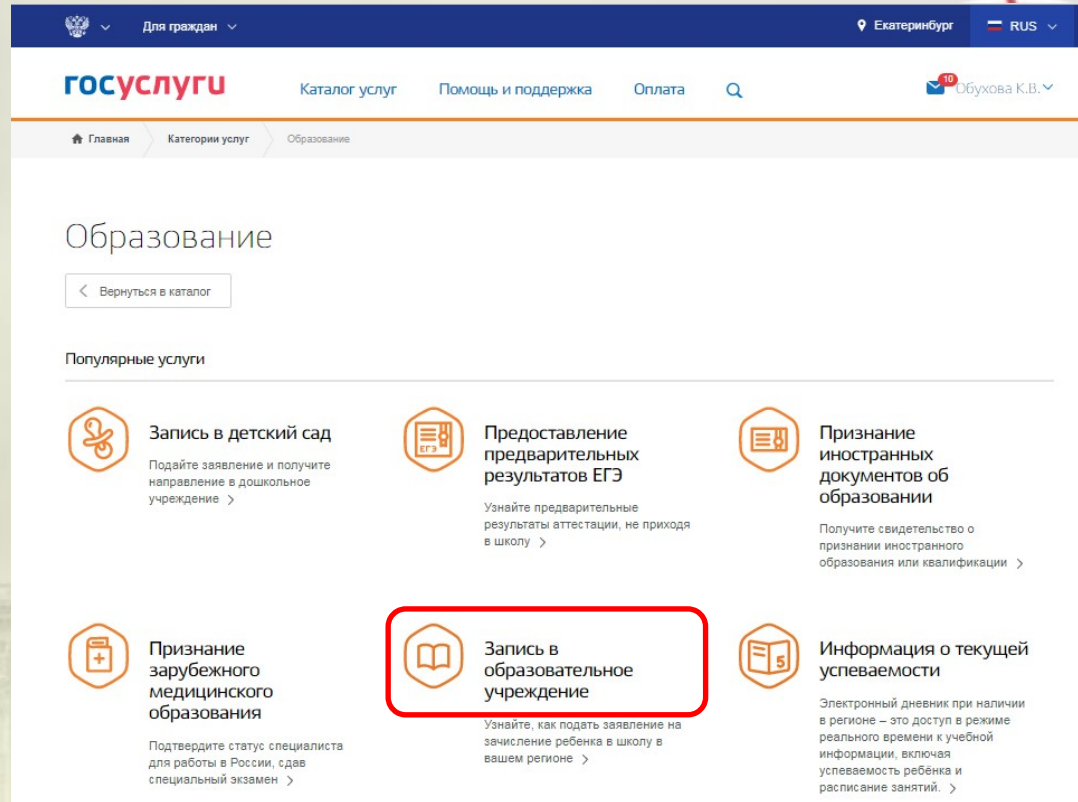 Для граждан
Екатеринбург
RUS
госуслуги
Каталог услуг
Помощь и поддержка
Оплата
10
Обухова К.В.
Главная
Категории услуг
Образование
Образование
Вернуться в каталог
Популярные услуги
Запись в детский сад
Подайте заявление и получите
направление в дошкольное
учреждение
ЕГЭ
Предоставление
предварительных
результатов ЕГЭ
Узнайте предварительные
результаты аттестации, не приходя
в школу
Признание
иностранных
документов об
образовании
Получите свидетельство о
признании иностранного
образования или квалификации
Признание
зарубежного
медицинского
образования
Подтвердите статус специалиста
для работы в России, сдав
специальный экзамен
Запись в
образовательное
учреждение
Узнайте, как подать заявление на
зачисление ребенка в школу в
вашем регионе
5
Информация о текущей
успеваемости
Электронный дневник при наличии
в регионе – это доступ в режиме
реального времени к учебной
информации, включая
успеваемость ребёнка и
расписание занятий.